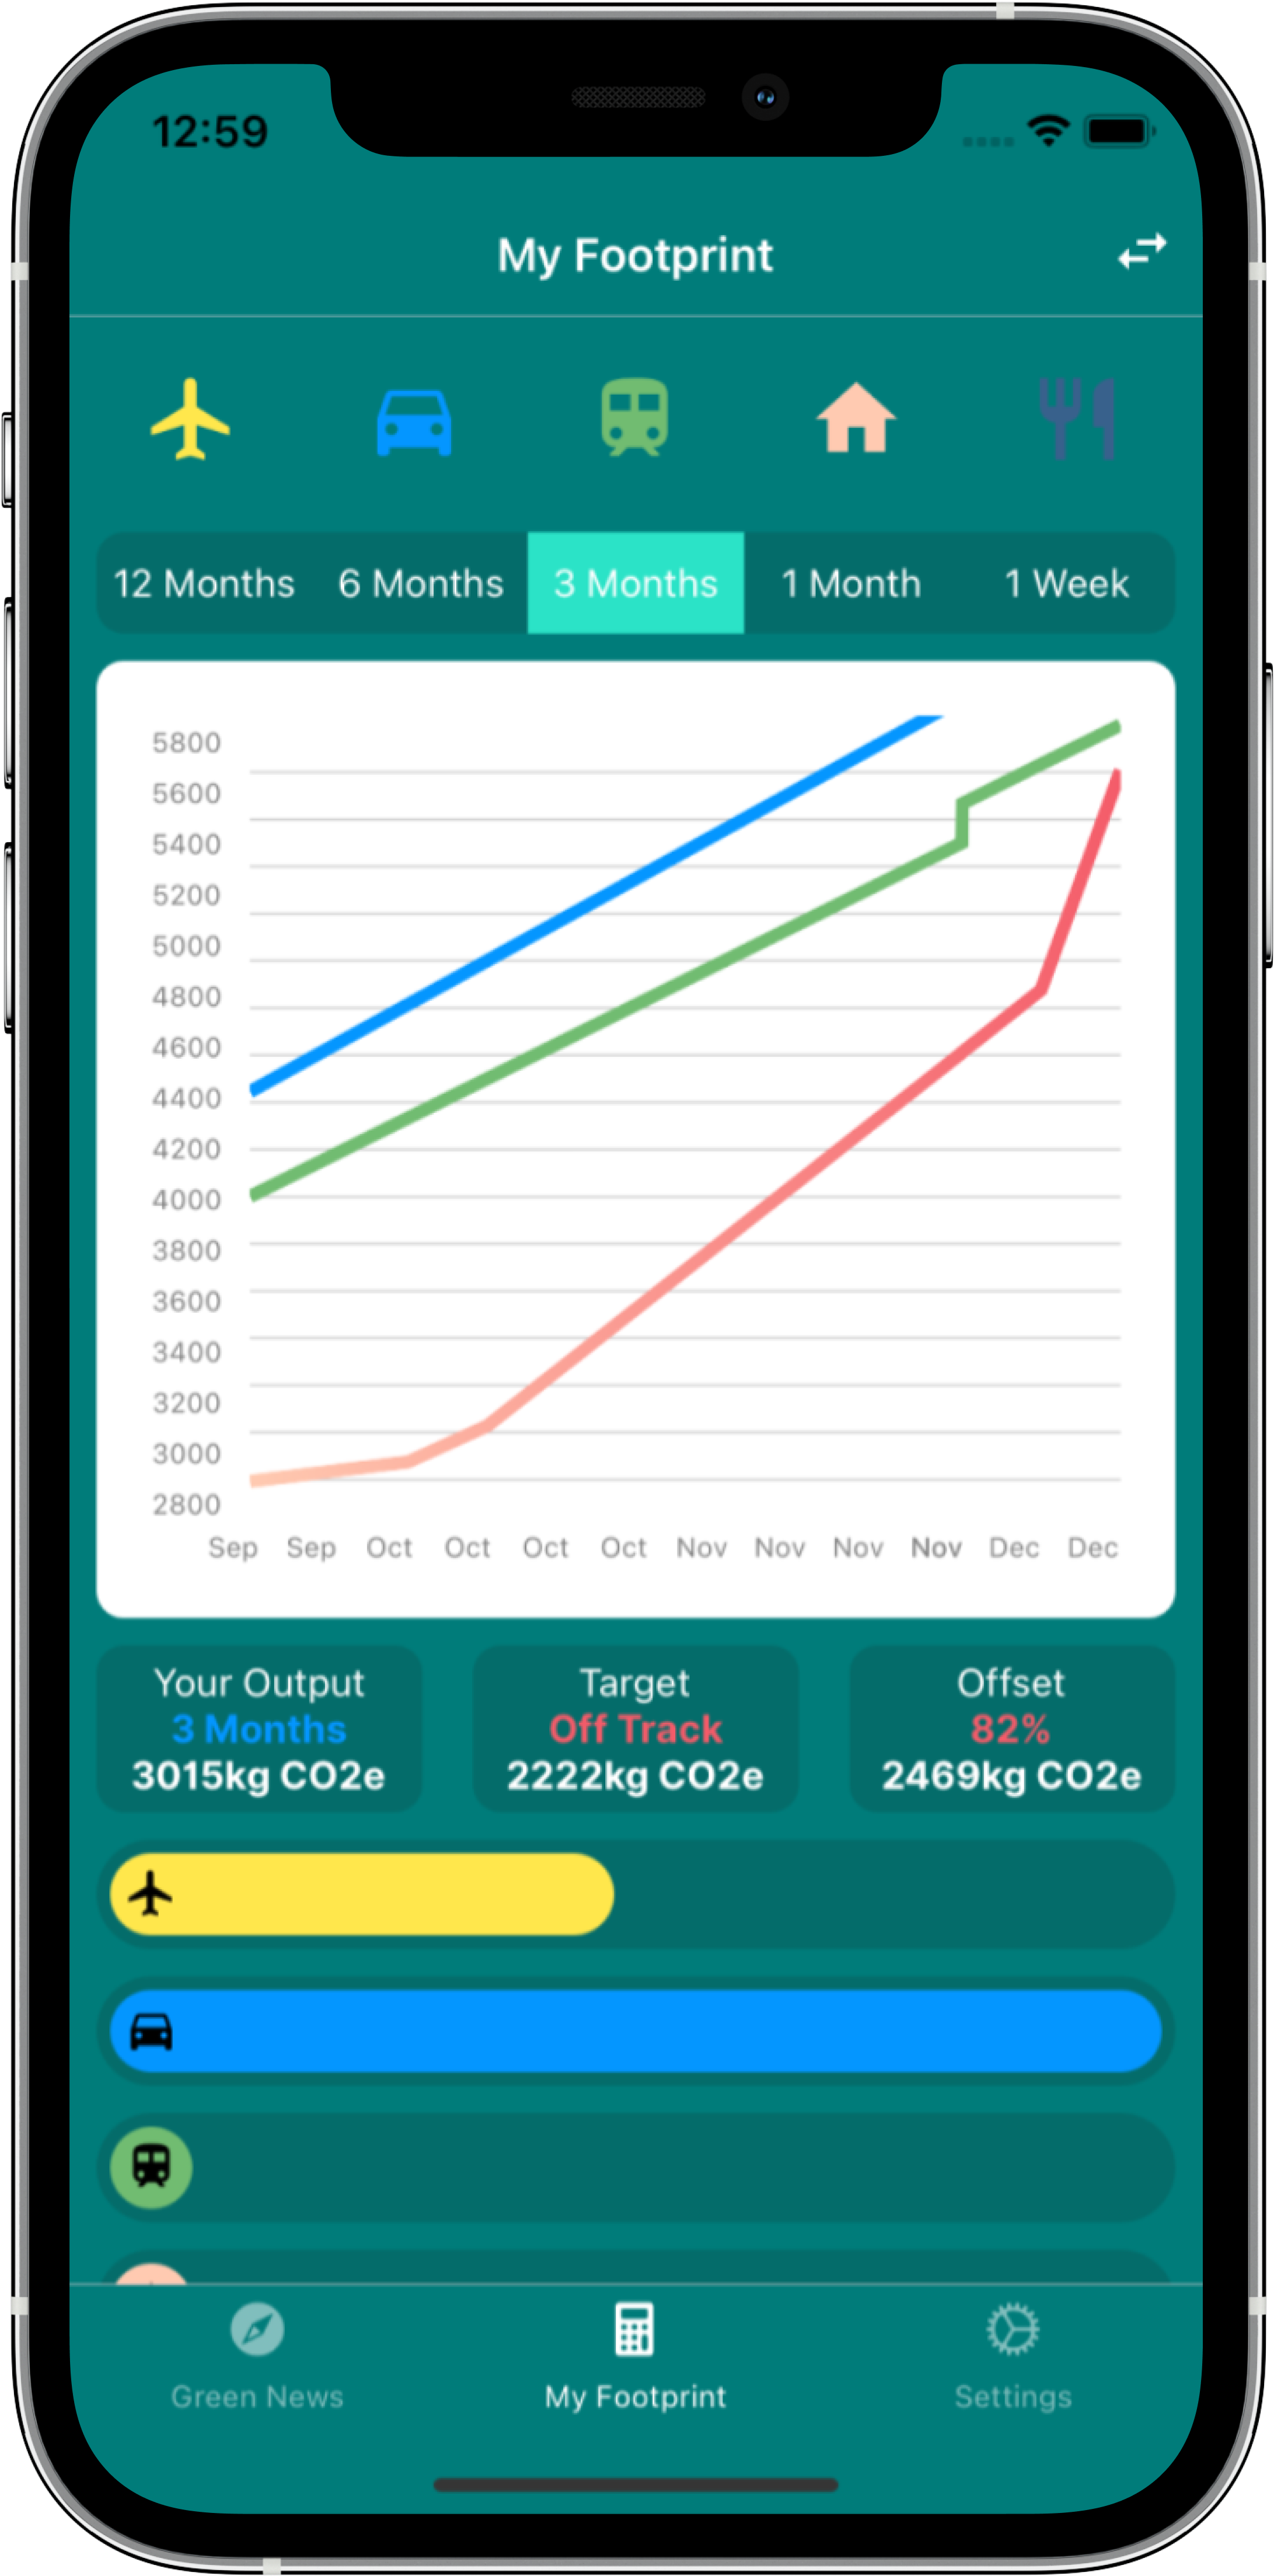 12:59
My Footprint
12 Months 6 Months 3 Months 1 Month 1 Week
5800
5600
5400
5200
5000
4800
4600
4400
4200
4000
3800
3600
3400
3200
3000
2800
Sep Sep Oct Oct Oct Oct Nov Nov Nov Nov Dec Dec
Your Output
3 Months
3015kg CO2e
Target
Off Track
2222kg CO2e
Offset
82%
2469kg CO2e
Green News My Footprint Settings